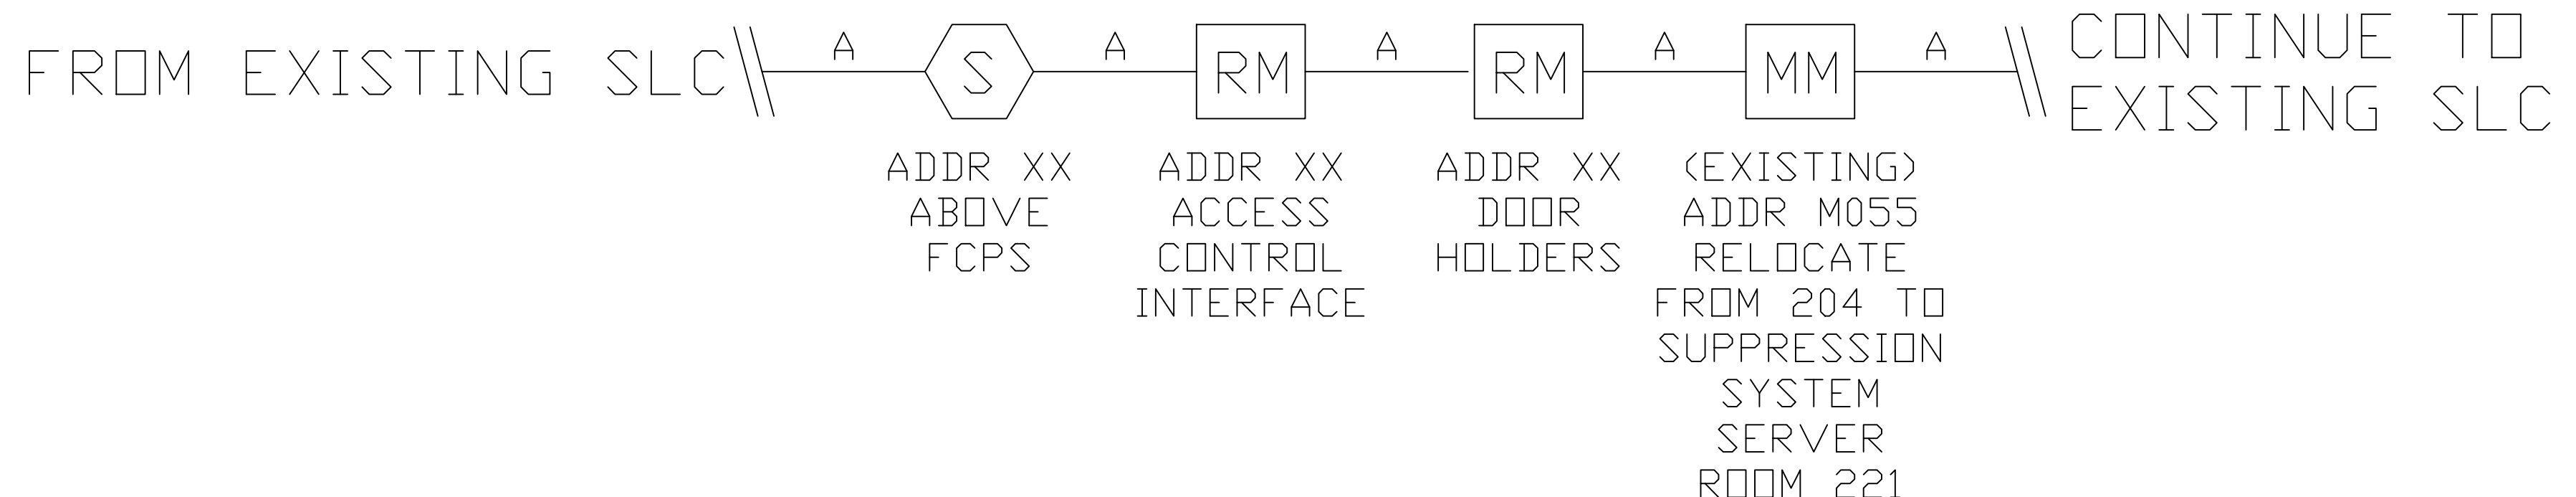 FROM EXISTING SLC
A
S
A
RM
A
RM
A
MM
A
CONTINUE TO
EXISTING SLC
ADDR XX
ABOVE
FCPS
ADDR XX
ACCESS
CONTROL
INTERFACE
ADDR XX
DOOR
HOLDERS
(EXISTING)
ADDR M055
RELOCATE
FROM 204 TO
SUPPRESSION
SYSTEM
SERVER
ROOM 221